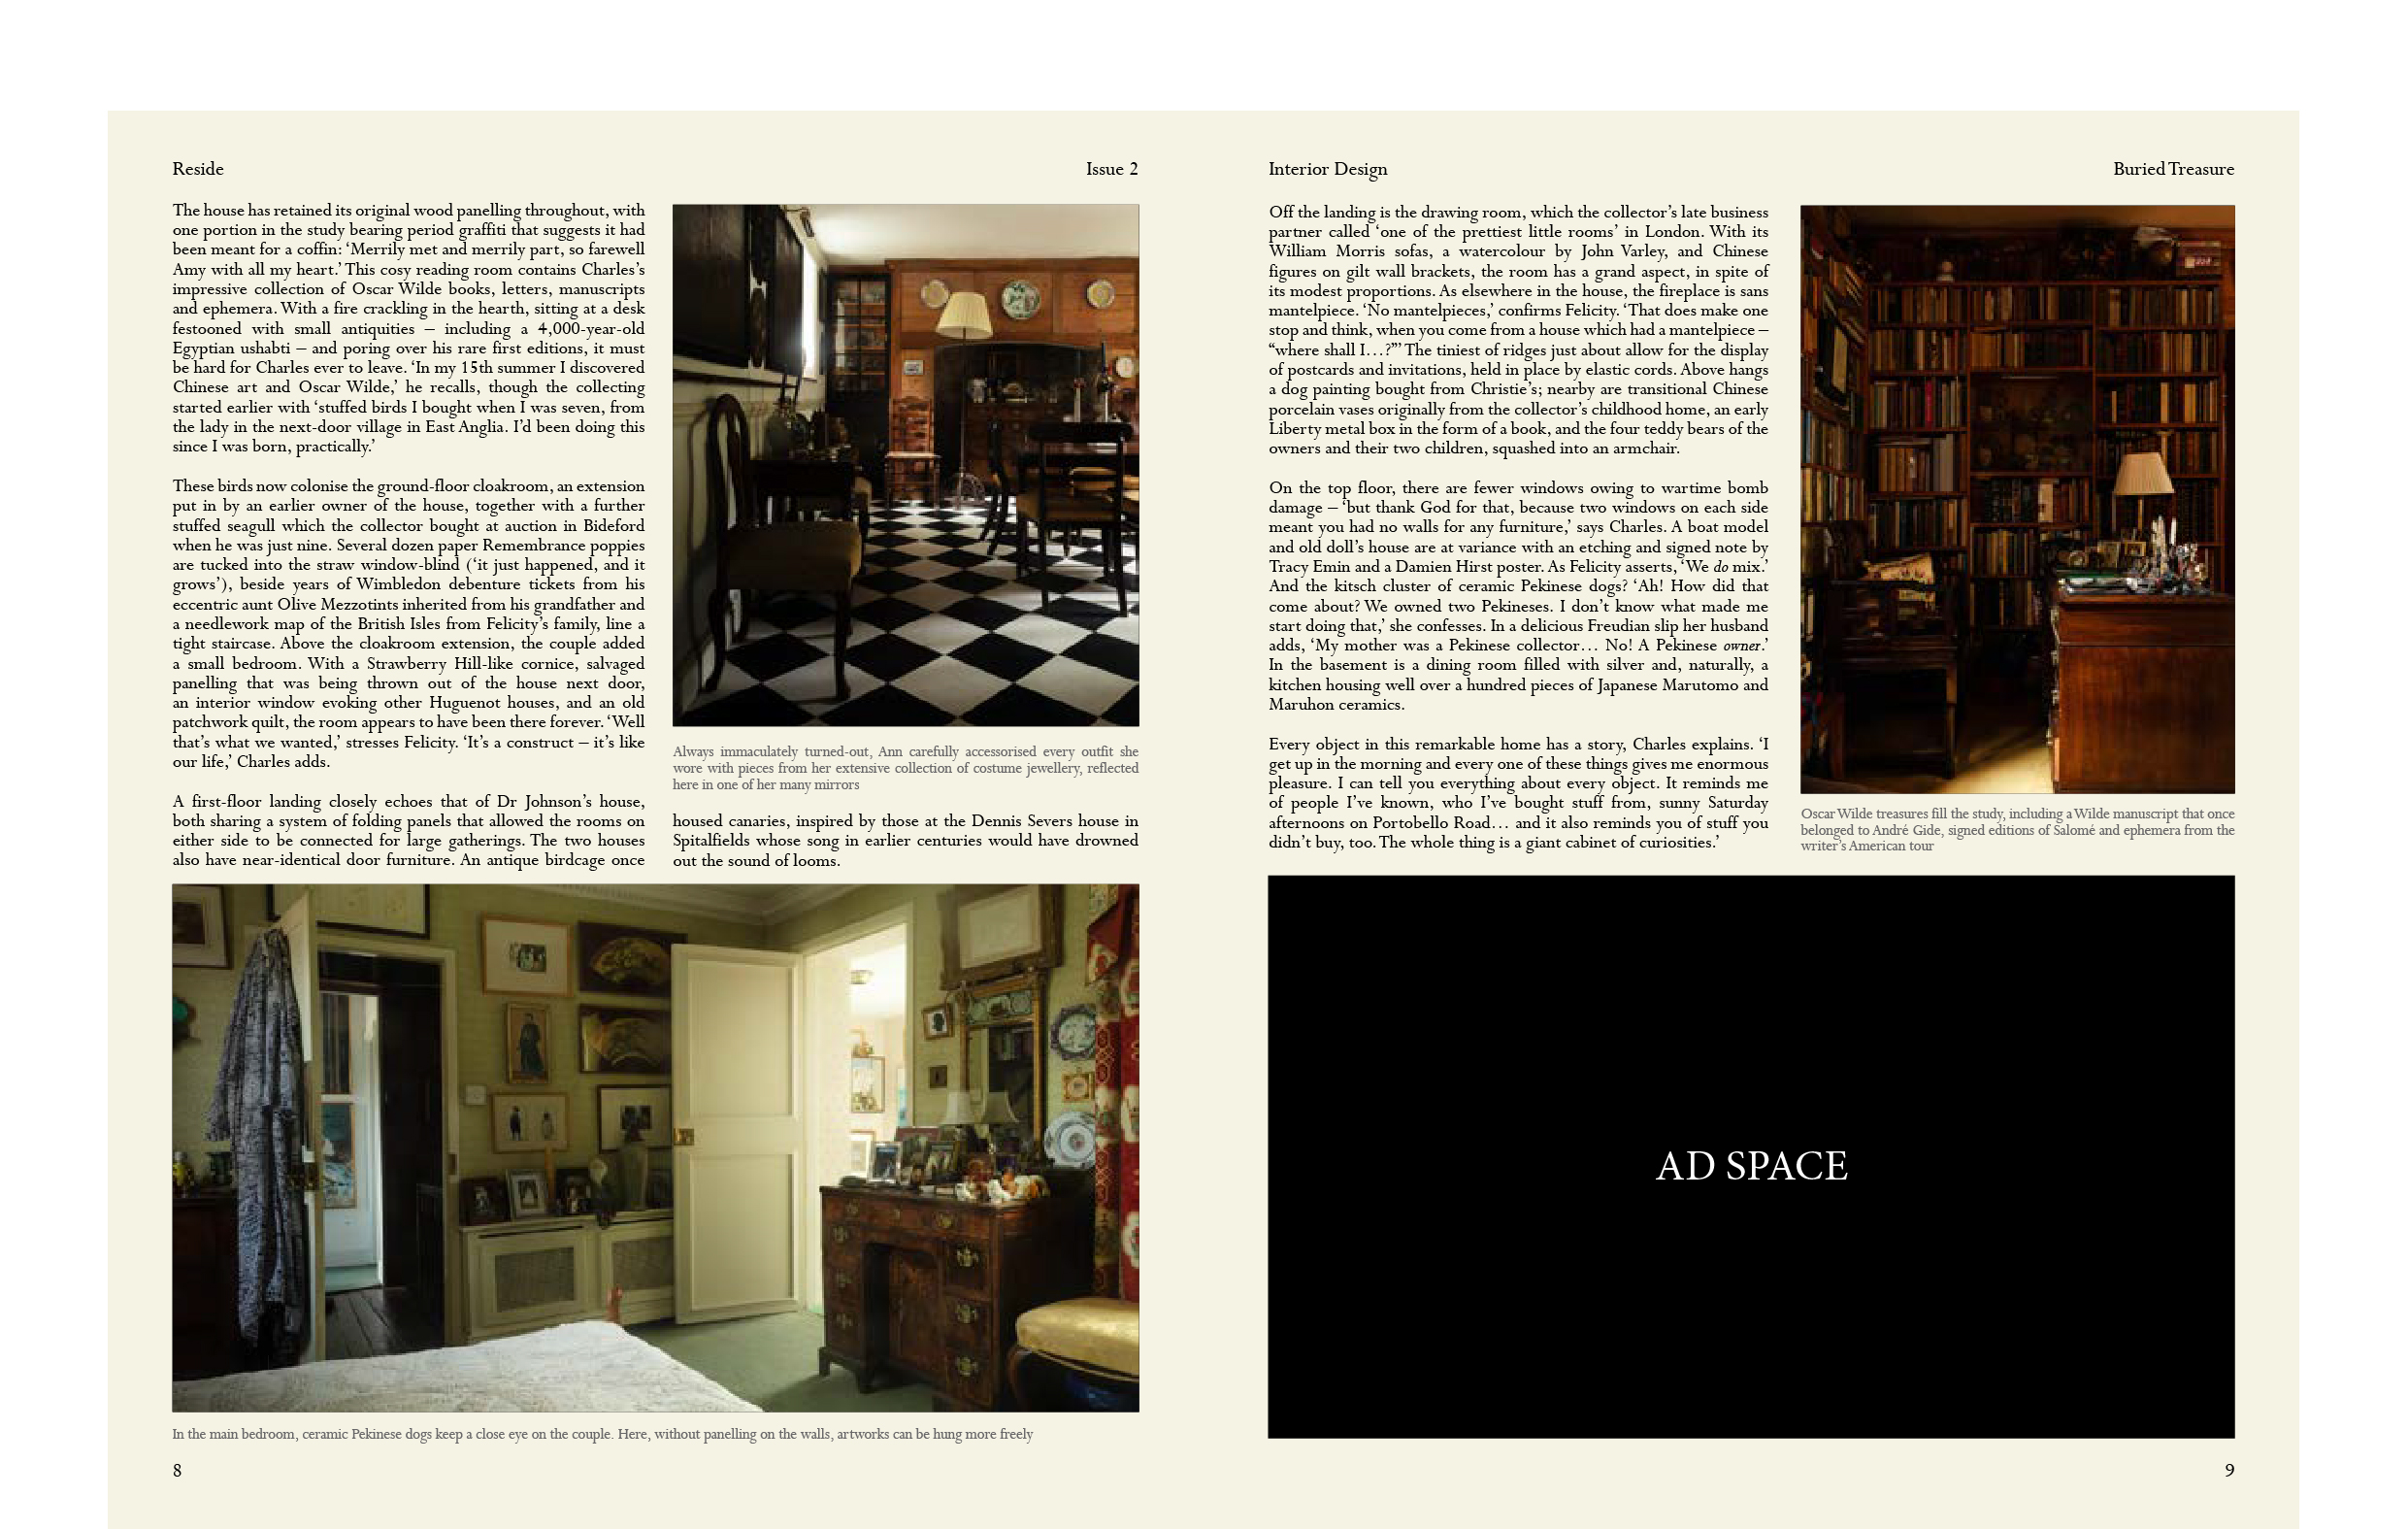 Reside
Issue 2
The house has retained its original wood panelling throughout, with
one portion in the study bearing period graffiti that suggests it had
been meant for a coffin: ‘Merrily met and merrily part, so farewell
Amy with all my heart.’ This cosy reading room contains Charles’s
impressive collection of Oscar Wilde books, letters, manuscripts
and ephemera. With a fire crackling in the hearth, sitting at a desk
festooned with small antiquities – including a 4,000-year-old
Egyptian ushabti – and poring over his rare first editions, it must
be hard for Charles ever to leave. ‘In my 15th summer I discovered
Chinese art and Oscar Wilde,’ he recalls, though the collecting
started earlier with ‘stuffed birds I bought when I was seven, from
the lady in the next-door village in East Anglia. I’d been doing this
since I was born, practically.’
These birds now colonise the ground-floor cloakroom, an extension
put in by an earlier owner of the house, together with a further
stuffed seagull which the collector bought at auction in Bideford
when he was just nine. Several dozen paper Remembrance poppies
are tucked into the straw window-blind (‘it just happened, and it
grows’), beside years of Wimbledon debenture tickets from his
eccentric aunt Olive Mezzotints inherited from his grandfather and
a needlework map of the British Isles from Felicity’s family, line a
tight staircase. Above the cloakroom extension, the couple added
a small bedroom. With a Strawberry Hill-like cornice, salvaged
panelling that was being thrown out of the house next door,
an interior window evoking other Huguenot houses, and an old
patchwork quilt, the room appears to have been there forever. ‘Well
that’s what we wanted,’ stresses Felicity. ‘It’s a construct – it’s like
our life,’ Charles adds.
A first-floor landing closely echoes that of Dr Johnson’s house,
both sharing a system of folding panels that allowed the rooms on
either side to be connected for large gatherings. The two houses
also have near-identical door furniture. An antique birdcage once
Always immaculately turned-out, Ann carefully accessorised every outfit she
wore with pieces from her extensive collection of costume jewellery, reflected
here in one of her many mirrors
housed canaries, inspired by those at the Dennis Severs house in
Spitalfields whose song in earlier centuries would have drowned
out the sound of looms.
In the main bedroom, ceramic Pekinese dogs keep a close eye on the couple. Here, without panelling on the walls, artworks can be hung more freely
8
Interior Design
Buried Treasure
Off the landing is the drawing room, which the collector’s late business
partner called ‘one of the prettiest little rooms’ in London. With its
William Morris sofas, a watercolour by John Varley, and Chinese
figures on gilt wall brackets, the room has a grand aspect, in spite of
its modest proportions. As elsewhere in the house, the fireplace is sans
mantelpiece. ‘No mantelpieces,’ confirms Felicity. ‘That does make one
stop and think, when you come from a house which had a mantelpiece –
“where shall I…?”’ The tiniest of ridges just about allow for the display
of postcards and invitations, held in place by elastic cords. Above hangs
a dog painting bought from Christie’s; nearby are transitional Chinese
porcelain vases originally from the collector’s childhood home, an early
Liberty metal box in the form of a book, and the four teddy bears of the
owners and their two children, squashed into an armchair.
On the top floor, there are fewer windows owing to wartime bomb
damage – ‘but thank God for that, because two windows on each side
meant you had no walls for any furniture,’ says Charles. A boat model
and old doll’s house are at variance with an etching and signed note by
Tracy Emin and a Damien Hirst poster. As Felicity asserts, ‘We do mix.’
And the kitsch cluster of ceramic Pekinese dogs? ‘Ah! How did that
come about? We owned two Pekineses. I don’t know what made me
start doing that,’ she confesses. In a delicious Freudian slip her husband
adds, ‘My mother was a Pekinese collector… No! A Pekinese owner.’
In the basement is a dining room filled with silver and, naturally, a
kitchen housing well over a hundred pieces of Japanese Marutomo and
Maruhon ceramics.
Every object in this remarkable home has a story, Charles explains. ‘I
get up in the morning and every one of these things gives me enormous
pleasure. I can tell you everything about every object. It reminds me
of people I’ve known, who I’ve bought stuff from, sunny Saturday
afternoons on Portobello Road… and it also reminds you of stuff you
didn’t buy, too. The whole thing is a giant cabinet of curiosities.’
Oscar Wilde treasures fill the study, including a Wilde manuscript that once
belonged to André Gide, signed editions of Salomé and ephemera from the
writer’s American tour
AD SPACE
9